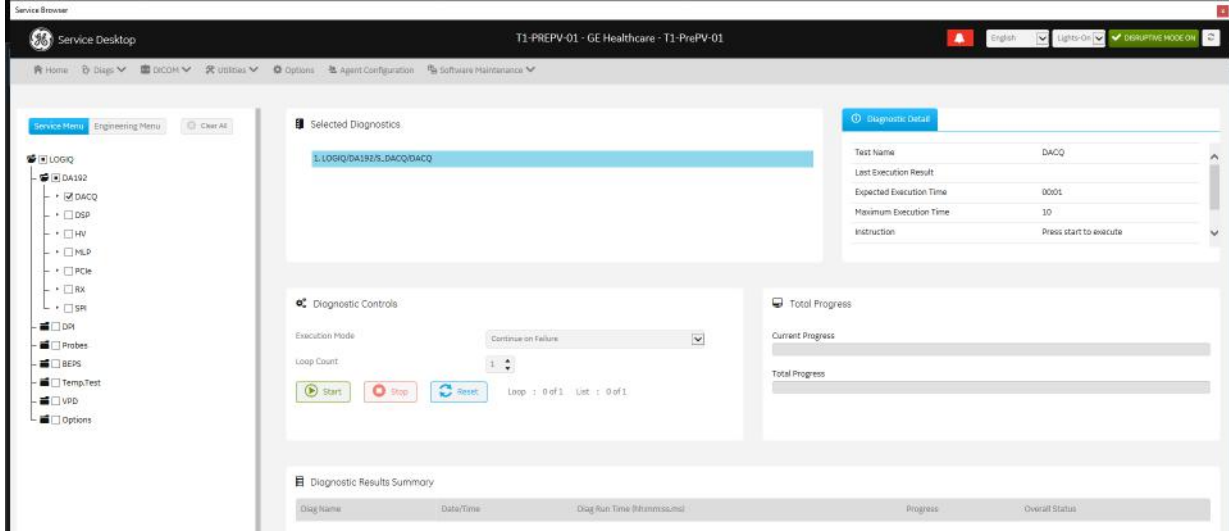 Service Browser
Service Desktop
T1-PREPV-01 - GE Healthcare - T1-PrePV-01
English
Lights-On
DISRUPTIVE MODE ON
Home Diags DICOM Utilities Options Agent Configuration Software Maintenance
Service Menu Engineering Menu Clear All
LOGIQ
DA192
DACQ
DSP
HV
MLP
PCIe
RX
SPI
DPI
Probes
BEPS
Temp.Test
VPD
Options
Selected Diagnostics
1. LOGIQ/DA192/S_DACQ/DACQ
Diagnostic Detail
Test Name DACQ
Last Execution Result
Expected Execution Time 00:01
Maximum Execution Time 10
Instruction Press start to execute
Diagnostic Controls
Execution Mode Continue on Failure
Loop Count 1
Start Stop Reset Loop : 0 of 1 List : 0 of 1
Total Progress
Current Progress
Total Progress
Diagnostic Results Summary
Diag Name Date/Time Diag Run Time (hh:mm:ss.ms) Progress Overall Status